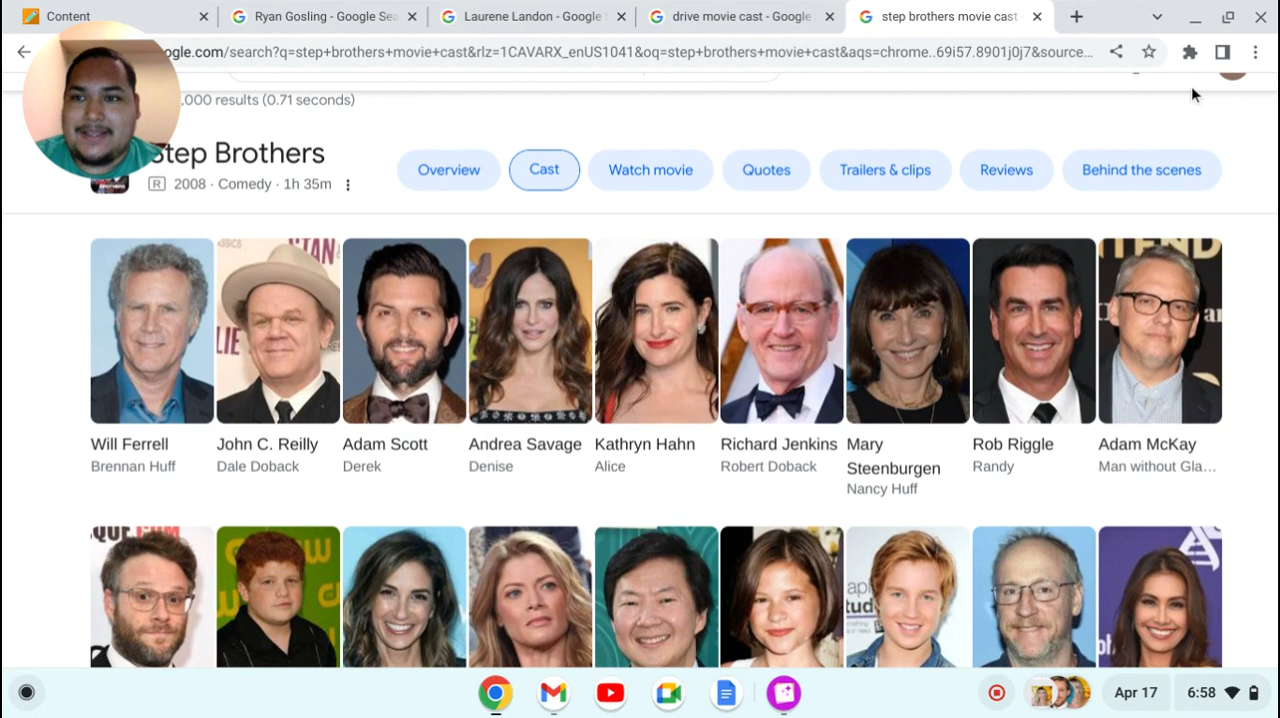 Content
Ryan Gosling - Google Sea
Laurene Landon - Google S
drive movie cast - Google
step brothers movie cast
gle.com/search?q=step+brothers+movie+cast&rlz=1CAVARX_enUS1041&oq=step+brothers+movie+cast&aqs=chrome..69i57.8901j0j7&source...
,000 results (0.71 seconds)
Step Brothers
R 2008 · Comedy · 1h 35m
Overview
Cast
Watch movie
Quotes
Trailers & clips
Reviews
Behind the scenes
Will Ferrell
Brennan Huff
John C. Reilly
Dale Doback
Adam Scott
Derek
Andrea Savage
Denise
Kathryn Hahn
Alice
Richard Jenkins
Robert Doback
Mary
Steenburgen
Nancy Huff
Rob Riggle
Randy
Adam McKay
Man without Gla...
Apr 17
6:58